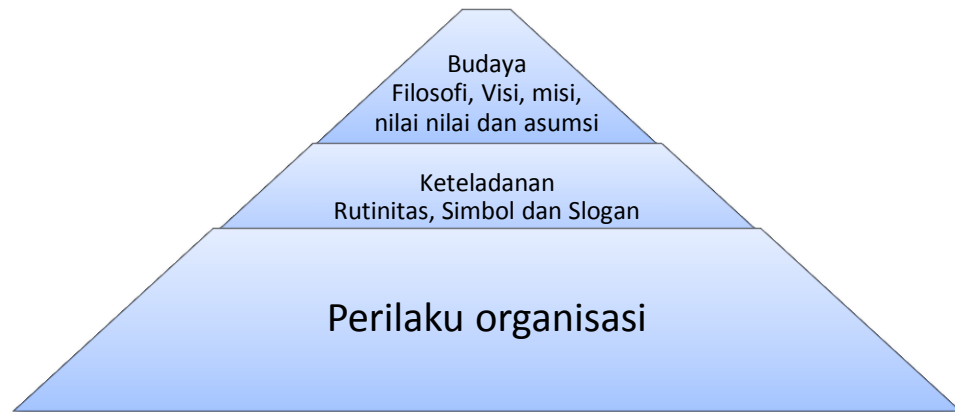 Budaya
Filosofi, Visi, misi,
nilai nilai dan asumsi
Keteladanan
Rutinitas, Simbol dan Slogan
Perilaku organisasi